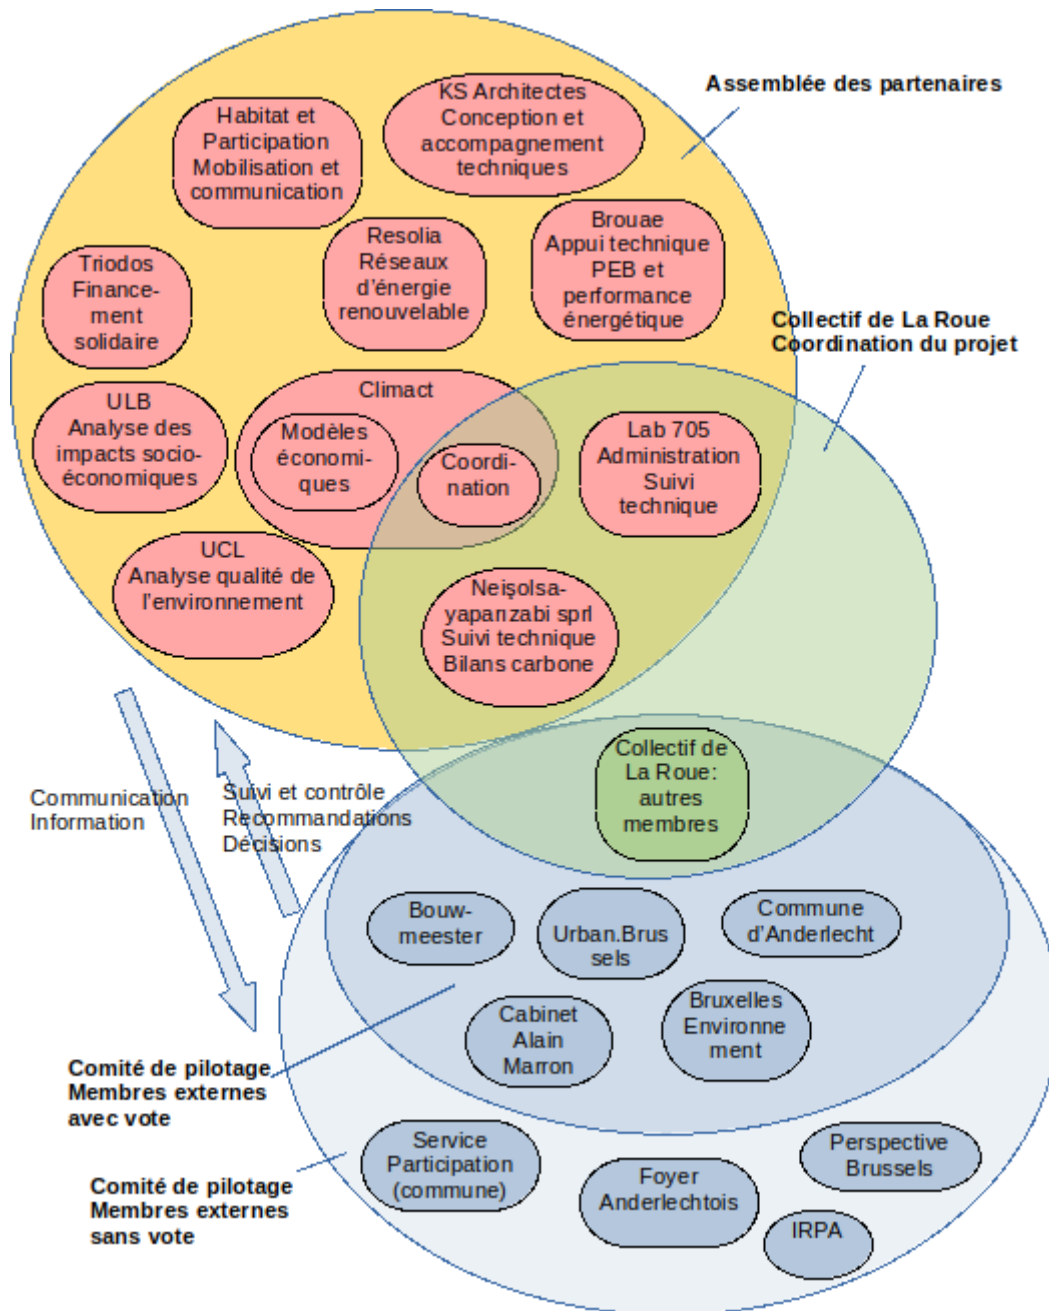 Assemblée des partenaires
KS Architectes
Conception et
accompagnement
techniques
Habitat et
Participation
Mobilisation et
communication
Brouae
Appui technique
PEB et
performance
énergétique
Resolia
Réseaux
d'énergie
renouvelable
Triodos
Finance-
ment
solidaire
Collectif de La Roue
Coordination du projet
Climact
Modèles
économi-
ques
Coordi-
nation
ULB
Analyse des
impacts socio-
économiques
Lab 705
Administration
Suivi
technique
UCL
Analyse qualité de
l'environnement
Neişolsa-
yapanzabi sprl
Suivi technique
Bilans carbone
Collectif de
La Roue:
autres
membres
Communication
Information
Suivi et contrôle
Recommandations
Décisions
Bouw-
meester
Urban.Brus
sels
Commune
d'Anderlecht
Cabinet
Alain
Marron
Bruxelles
Environne
ment
Comité de pilotage
Membres externes
avec vote
Service
Participation
(commune)
Foyer
Anderlechtois
Perspective
Brussels
IRPA
Comité de pilotage
Membres externes
sans vote